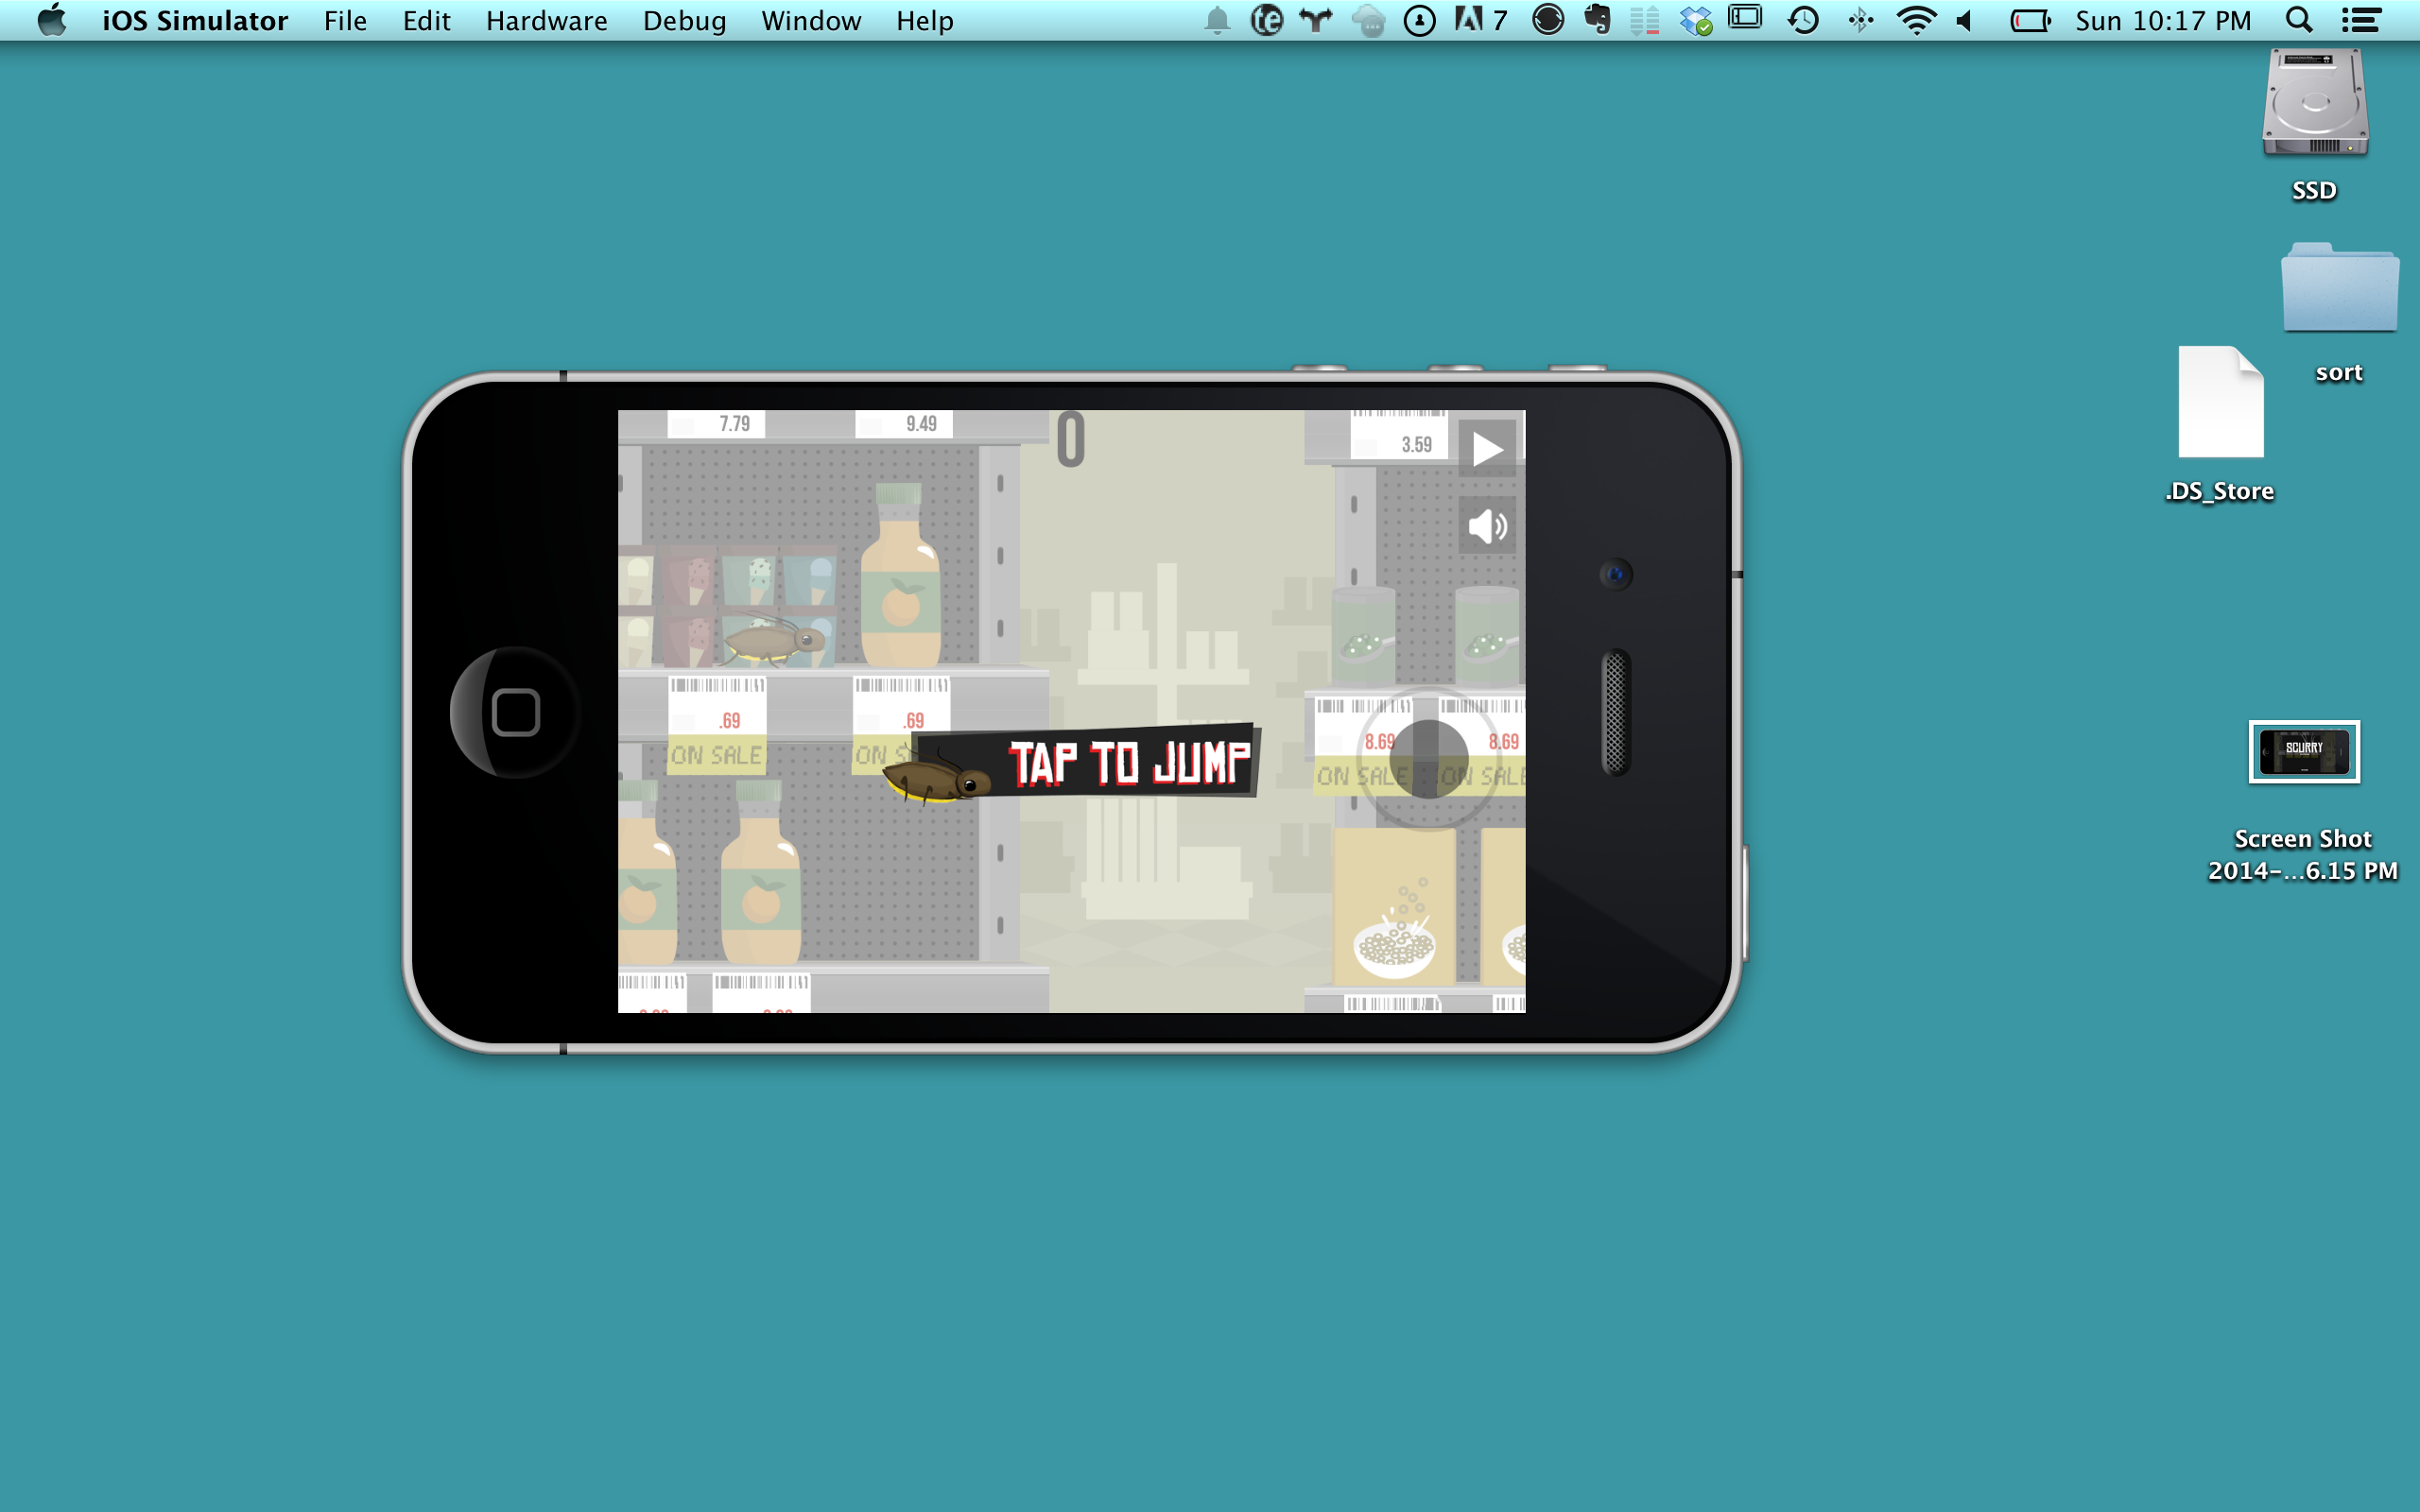 iOS Simulator File Edit Hardware Debug Window Help te 7 Sun 10:17 PM
SSD
sort
.DS_Store
SCURRY
Screen Shot
2014-...6.15 PM
7.79 9.49 0 3.59
.69 .69
ON SALE ON S
TAP TO JUMP
8.69 8.69
ON SALE ON SALE